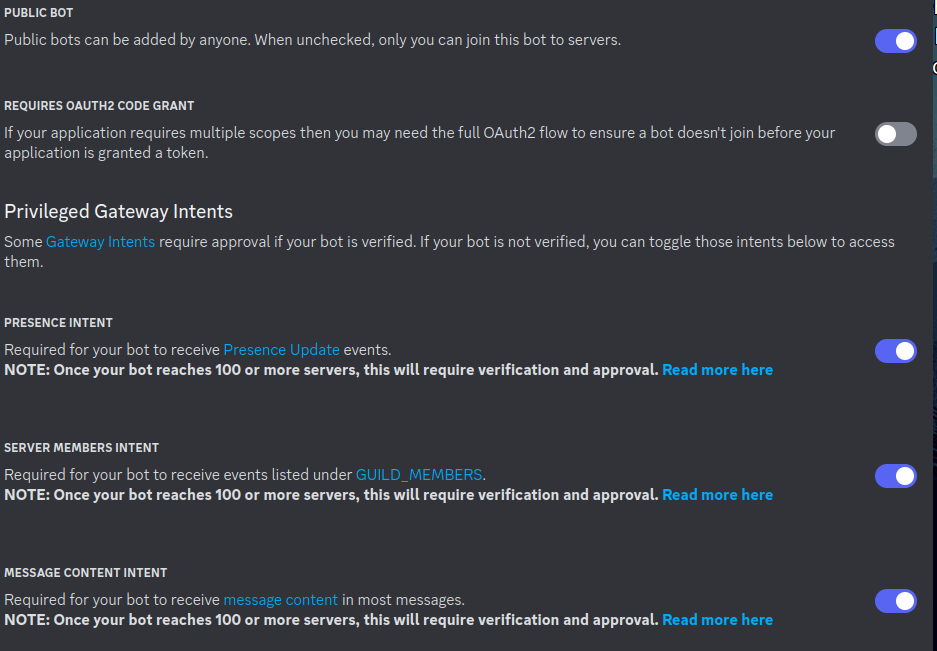 PUBLIC BOT
Public bots can be added by anyone. When unchecked, only you can join this bot to servers.
REQUIRES OAUTH2 CODE GRANT
If your application requires multiple scopes then you may need the full OAuth2 flow to ensure a bot doesn't join before your
application is granted a token.
Privileged Gateway Intents
Some Gateway Intents require approval if your bot is verified. If your bot is not verified, you can toggle those intents below to access
them.
PRESENCE INTENT
Required for your bot to receive Presence Update events.
NOTE: Once your bot reaches 100 or more servers, this will require verification and approval. Read more here
SERVER MEMBERS INTENT
Required for your bot to receive events listed under GUILD_MEMBERS.
NOTE: Once your bot reaches 100 or more servers, this will require verification and approval. Read more here
MESSAGE CONTENT INTENT
Required for your bot to receive message content in most messages.
NOTE: Once your bot reaches 100 or more servers, this will require verification and approval. Read more here